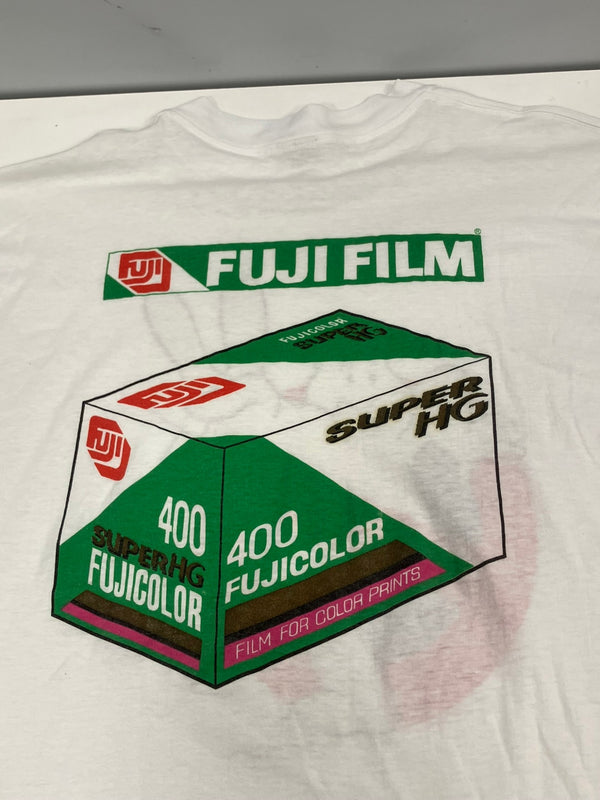 FUJI FUJI FILM®
FUJICOLOR
SUPER
HG
FUJI
SUPER
HG
FUJI
400
SUPER HG
FUJICOLOR
400
FUJICOLOR
FILM FOR COLOR PRINTS